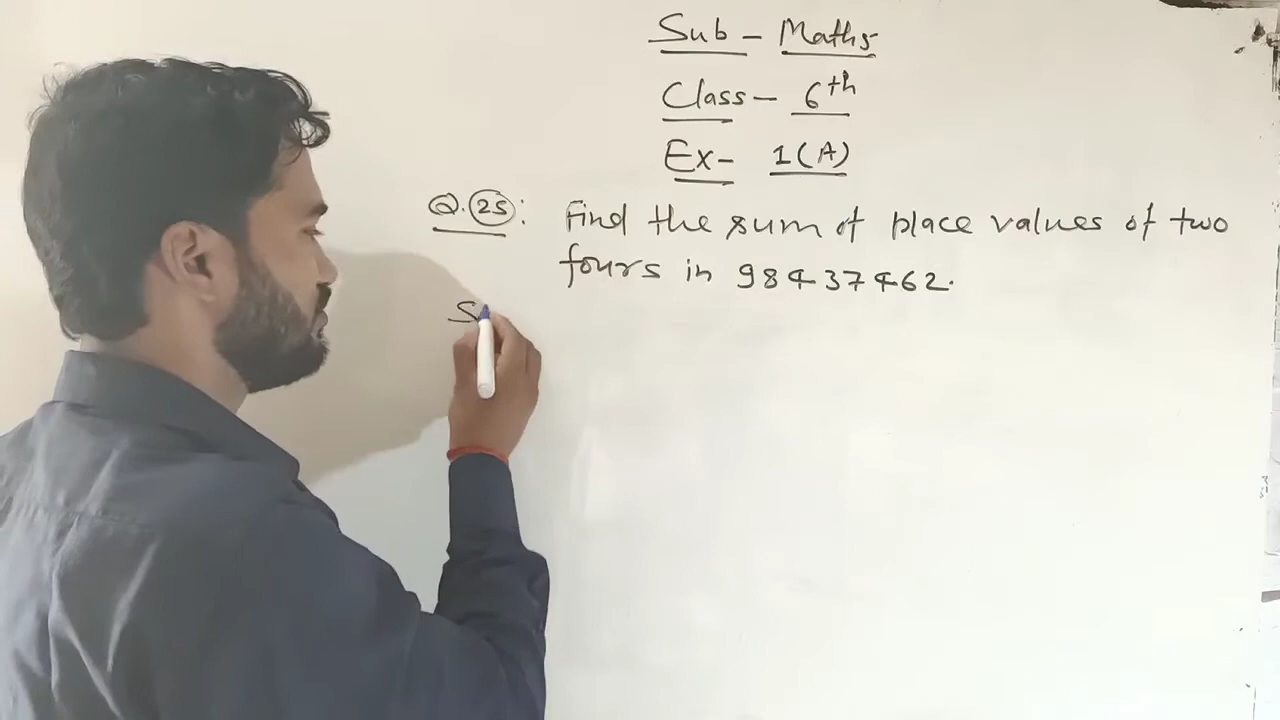 Sub - Maths
Class - 6th
Ex- 1(A)
Q.25: Find the sum of place values of two
fours in 98437462.
S